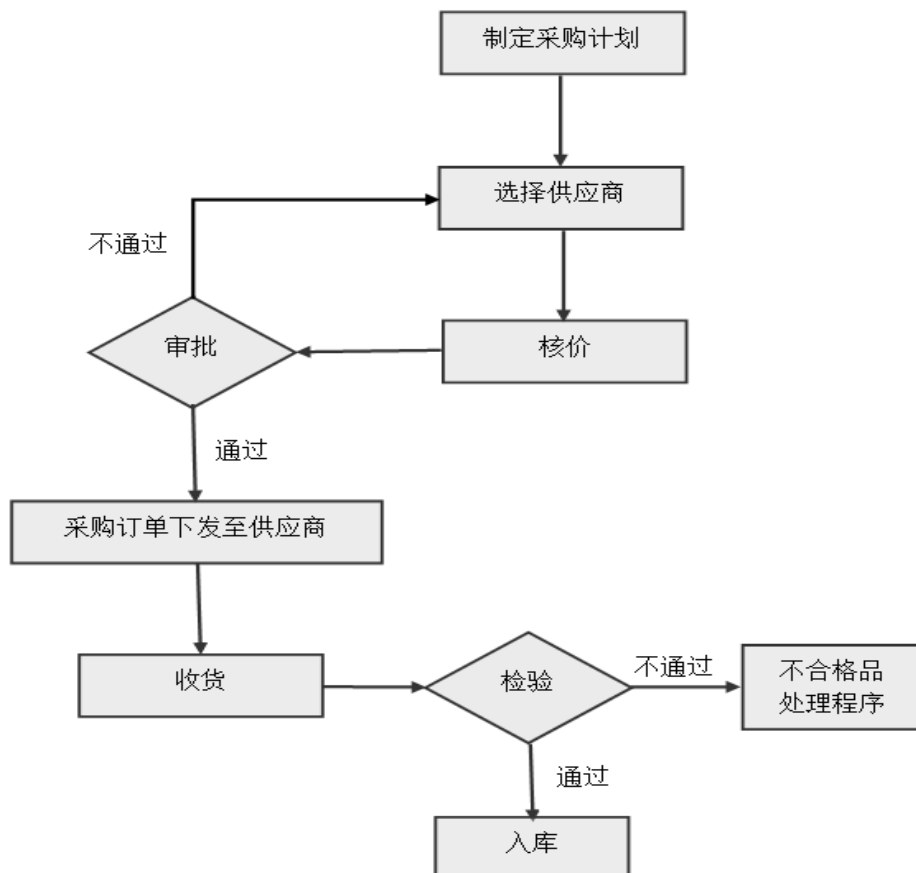 制定采购计划
选择供应商
不通过
审批
核价
通过
采购订单下发至供应商
收货
检验
不通过
不合格品
处理程序
通过
入库